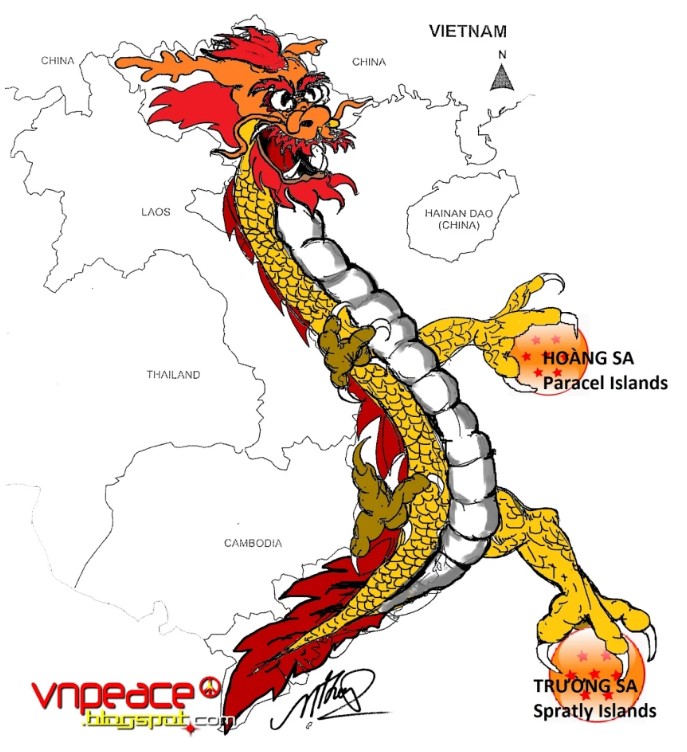 VIETNAM
N
CHINA
CHINA
LAOS
HAINAN DAO
(CHINA)
HOÀNG SA
Paracel Islands
THAILAND
CAMBODIA
TRƯỜNG SA
Spratly Islands
vnpeace
.blogspot.com